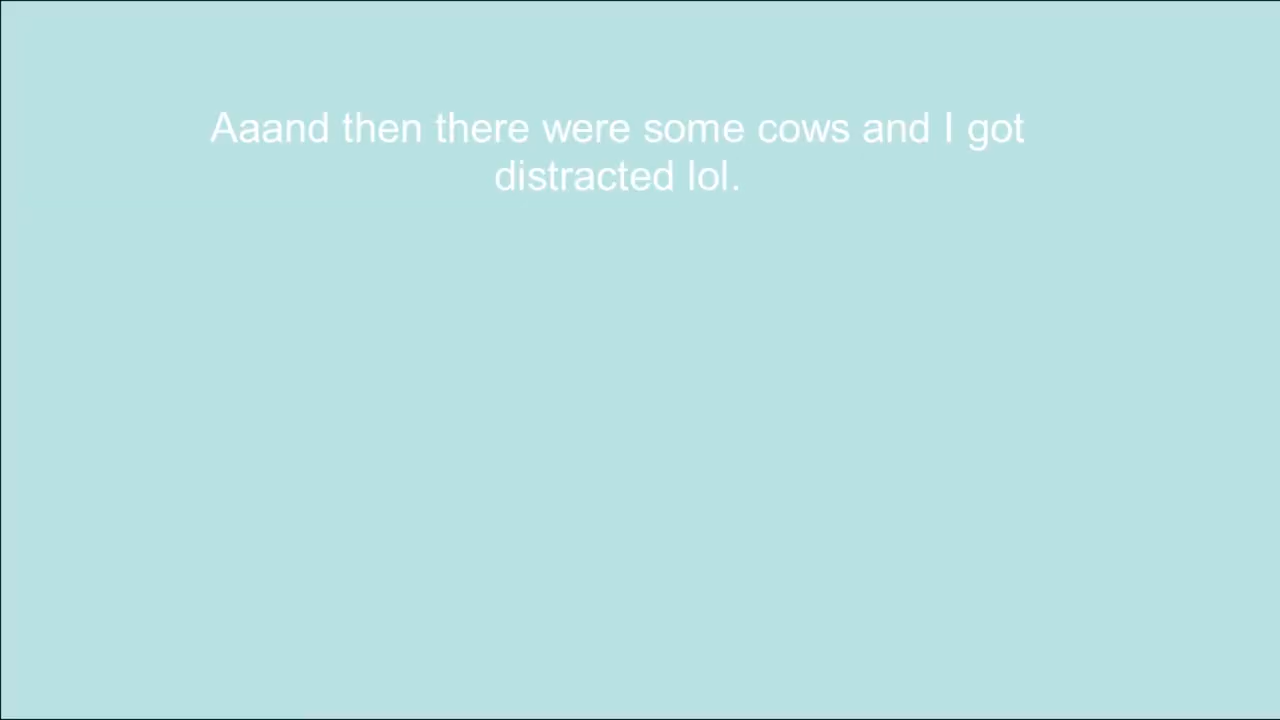 Aaand then there were some cows and I got
distracted lol.